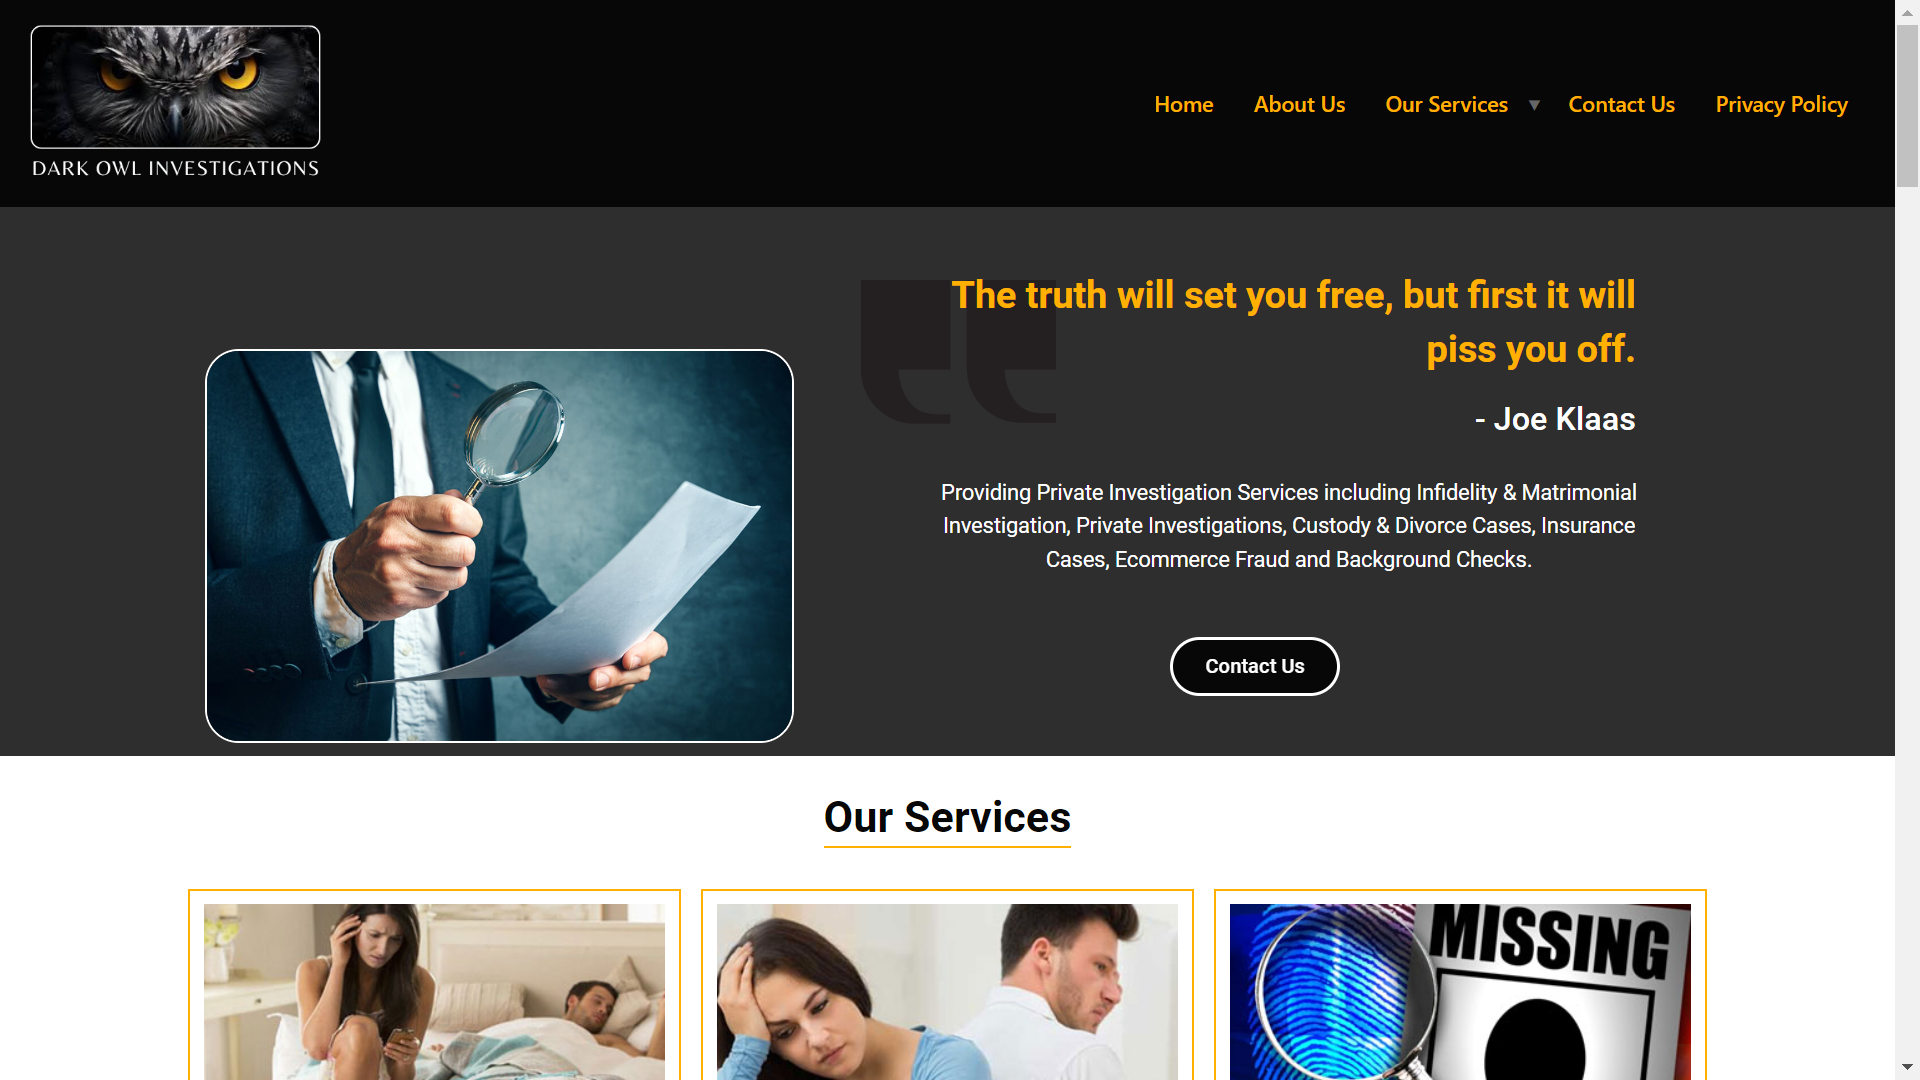 DARK OWL INVESTIGATIONS
Home About Us Our Services Contact Us Privacy Policy
The truth will set you free, but first it will
piss you off.
- Joe Klaas
Providing Private Investigation Services including Infidelity & Matrimonial
Investigation, Private Investigations, Custody & Divorce Cases, Insurance
Cases, Ecommerce Fraud and Background Checks.
Contact Us
Our Services
MISSING